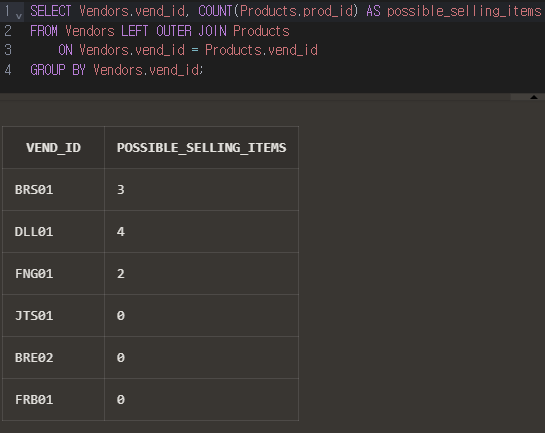 1 SELECT Vendors.vend_id, COUNT(Products.prod_id) AS possible_selling_items
2 FROM Vendors LEFT OUTER JOIN Products
3 ON Vendors.vend_id = Products.vend_id
4 GROUP BY Vendors.vend_id;
VEND_ID POSSIBLE_SELLING_ITEMS
BRS01 3
DLL01 4
FNG01 2
JTS01 0
BRE02 0
FRB01 0